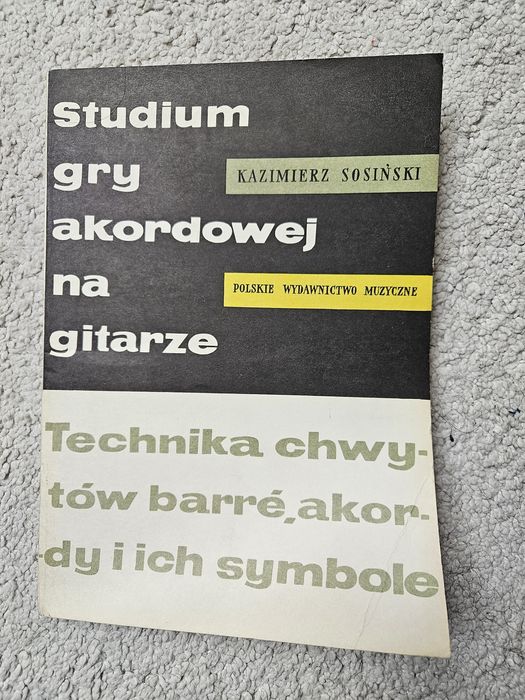 Studium
gry
KAZIMIERZ SOSIŃSKI
akordowej
na
POLSKIE WYDAWNICTWO MUZYCZNE
gitarze
Technika chwy-
tów barré, akor-
-dy i ich symbole